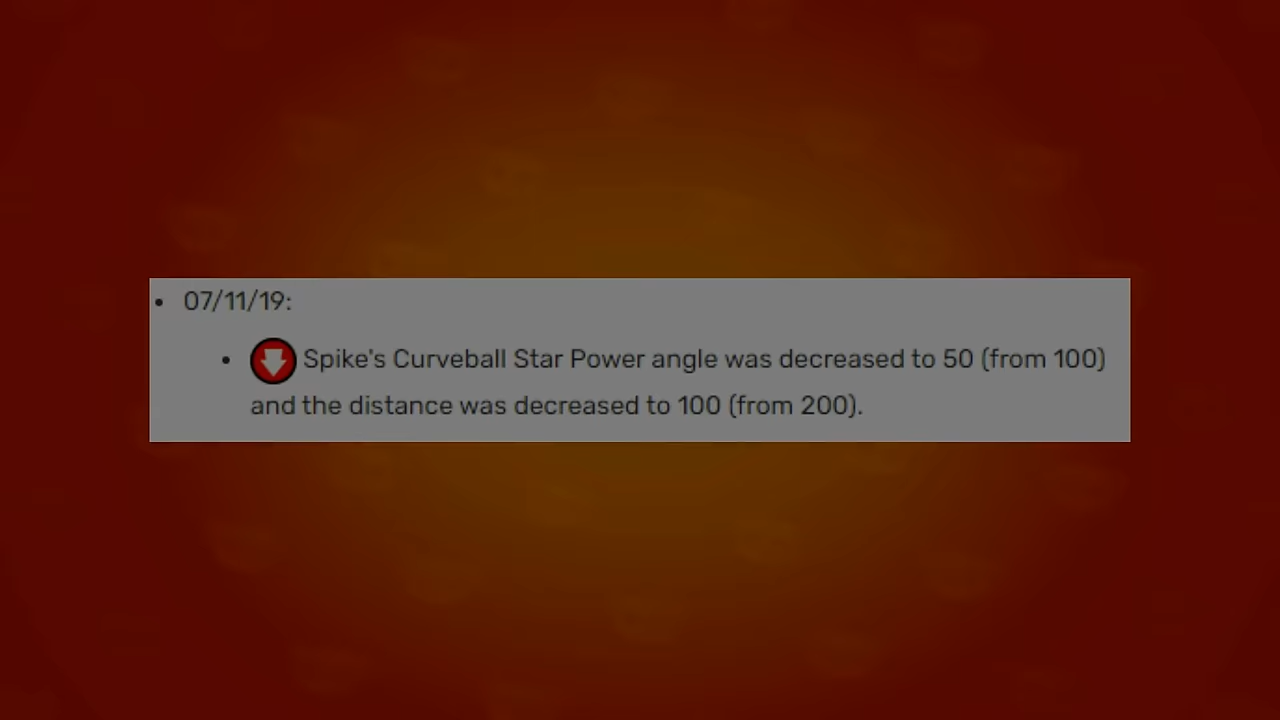 07/11/19:
Spike's Curveball Star Power angle was decreased to 50 (from 100)
and the distance was decreased to 100 (from 200).